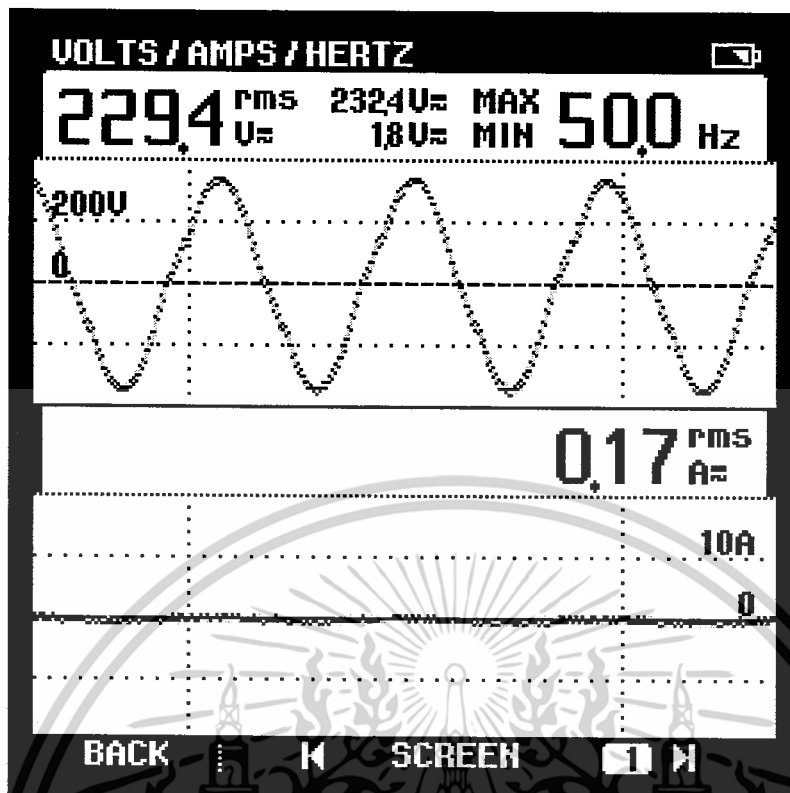 VOLTS / AMPS / HERTZ
229.4 rms V≂ 232.4 V≂ MAX 50.0 Hz
1.8 V≂ MIN
200V
0
0.17 rms A≂
10A
0
BACK SCREEN 1